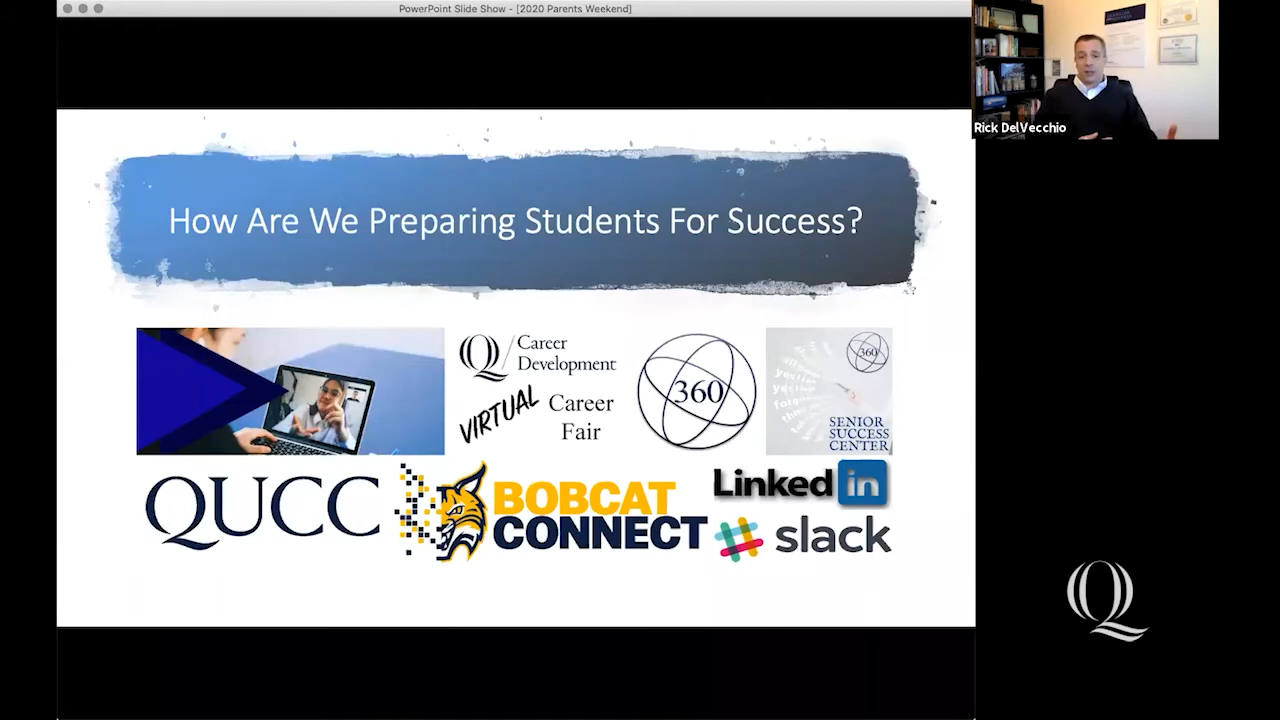 PowerPoint Slide Show - [2020 Parents Weekend]
Rick DelVecchio
How Are We Preparing Students For Success?
Q/ Career
Development
VIRTUAL Career
Fair
360
360
SENIOR
SUCCESS
CENTER
QUCC
BOBCAT
CONNECT
Linked in
slack
Q